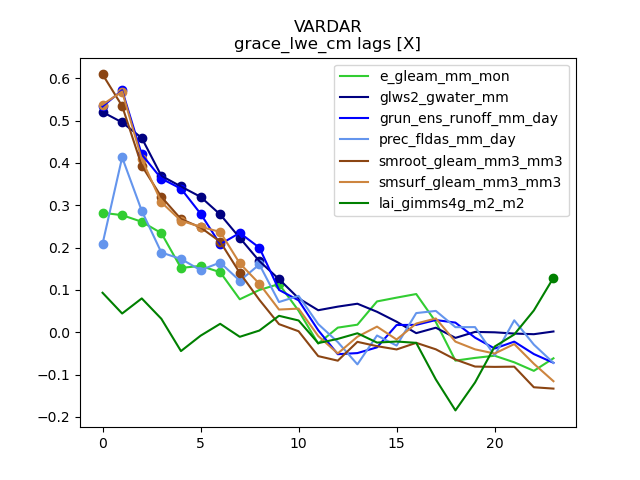 VARDAR
grace_lwe_cm lags [X]
e_gleam_mm_mon
glws2_gwater_mm
grun_ens_runoff_mm_day
prec_fldas_mm_day
smroot_gleam_mm3_mm3
smsurf_gleam_mm3_mm3
lai_gimms4g_m2_m2
0.6
0.5
0.4
0.3
0.2
0.1
0.0
−0.1
−0.2
0 5 10 15 20